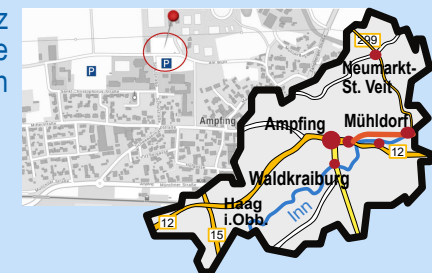 z
e
n
P
P
Ampfing
299
Neumarkt-
St. Veit
Ampfing
Mühldorf
12
Waldkraiburg
Haag
i.Obb.
Inn
12
15